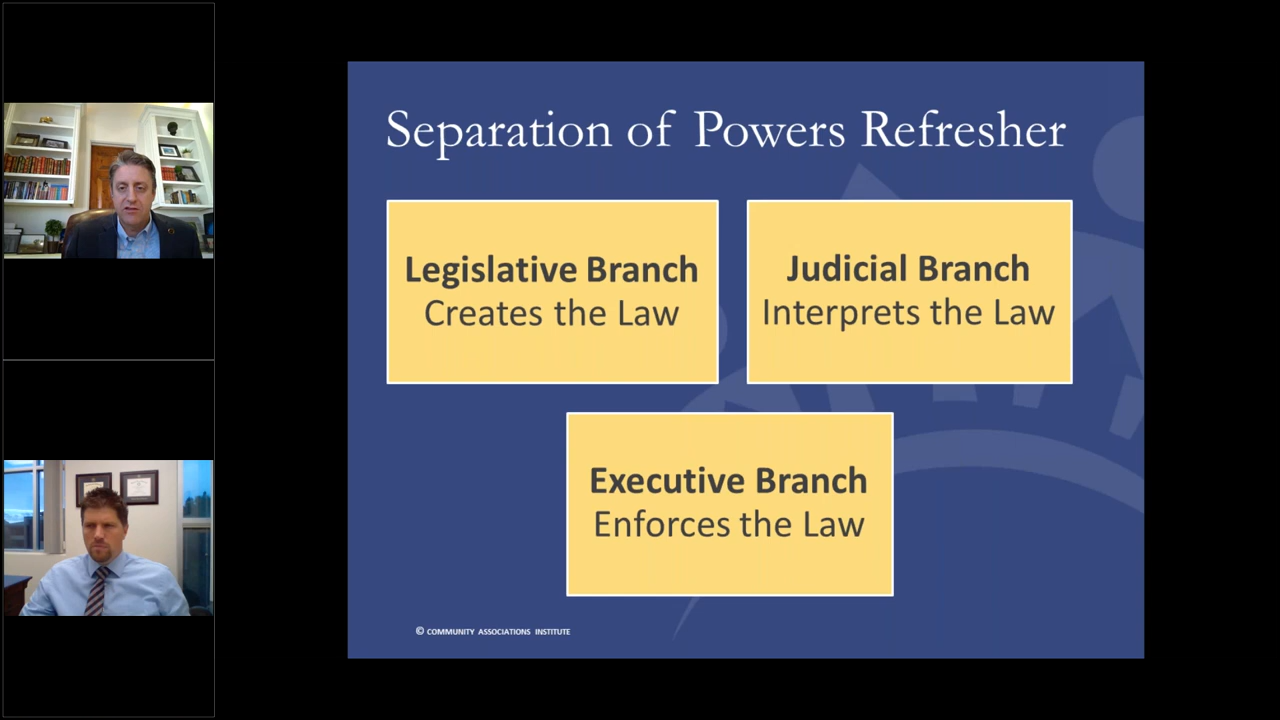 Separation of Powers Refresher
Legislative Branch
Creates the Law
Judicial Branch
Interprets the Law
Executive Branch
Enforces the Law
© COMMUNITY ASSOCIATIONS INSTITUTE